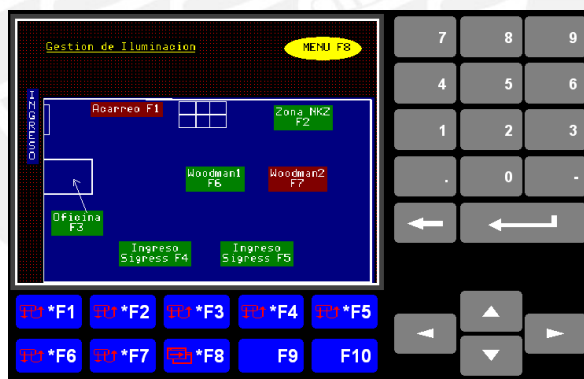 Gestion de Iluminacion
MENU F8
INGRESO
Acarreo F1
Zona NKZ
F2
Woodman1
F6
Woodman2
F7
Oficina
F3
Ingreso
Sigress F4
Ingreso
Sigress F5
7 8 9
4 5 6
1 2 3
. 0 -
*F1 *F2 *F3 *F4 *F5
*F6 *F7 *F8 F9 F10